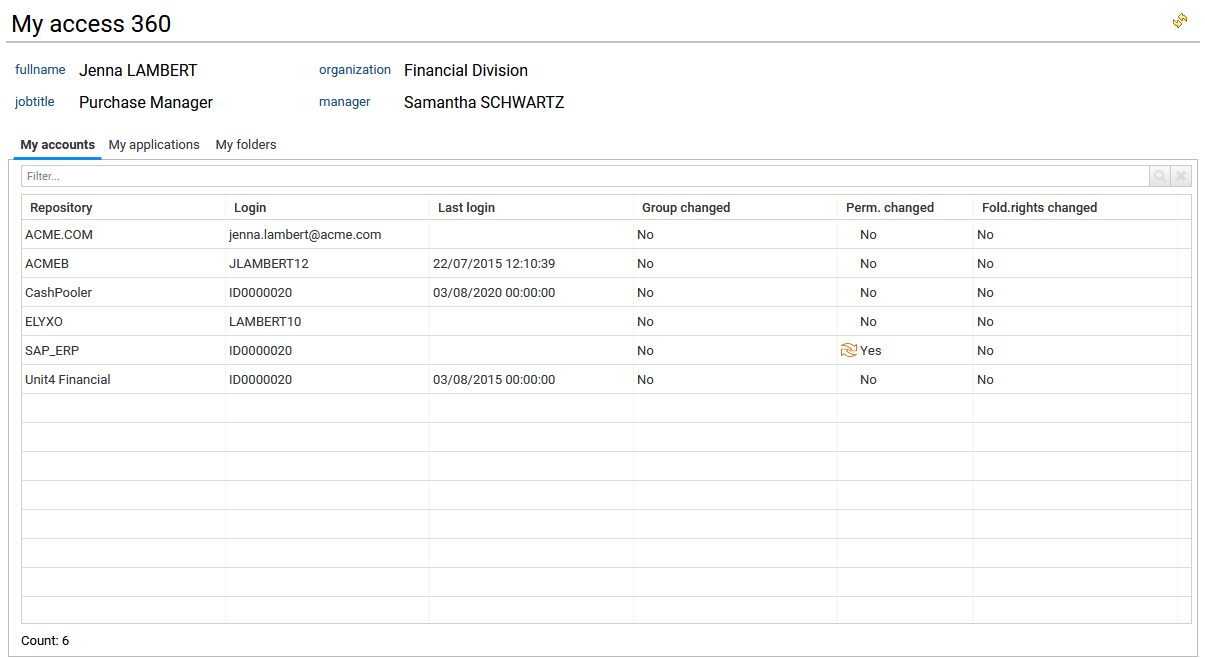 My access 360
fullname Jenna LAMBERT organization Financial Division
jobtitle Purchase Manager manager Samantha SCHWARTZ
My accounts My applications My folders
Filter...
Repository Login Last login Group changed Perm. changed Fold.rights changed
ACME.COM jenna.lambert@acme.com No No No
ACMEB JLAMBERT12 22/07/2015 12:10:39 No No No
CashPooler ID0000020 03/08/2020 00:00:00 No No No
ELYXO LAMBERT10 No No No
SAP_ERP ID0000020 No Yes No
Unit4 Financial ID0000020 03/08/2015 00:00:00 No No No
Count: 6